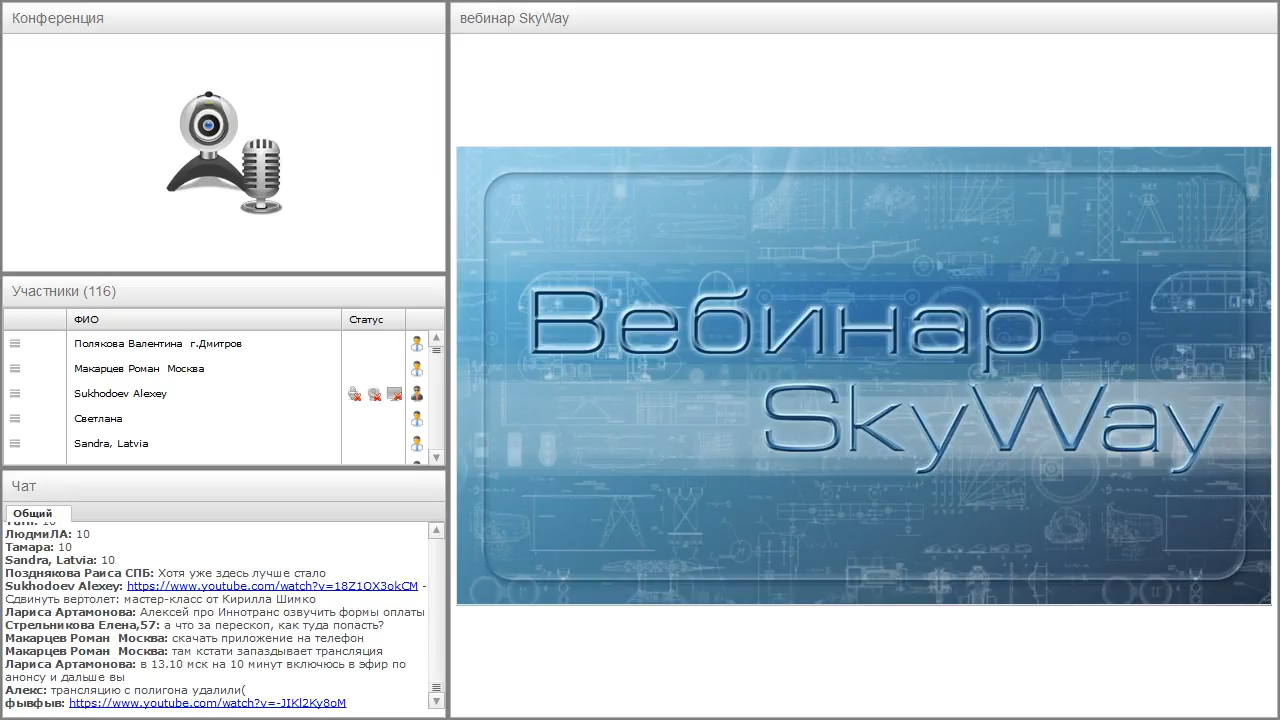 Конференция
вебинар SkyWay
Вебинар
SkyWay
Участники (116)
ФИО Статус
Полякова Валентина г.Дмитров
Макарцев Роман Москва
Sukhodoev Alexey
Светлана
Sandra, Latvia
Чат
Общий
ЛюдмиЛА: 10
Тамара: 10
Sandra, Latvia: 10
Позднякова Раиса СПБ: Хотя уже здесь лучше стало
Sukhodoev Alexey: https://www.youtube.com/watch?v=18Z1OX3okCM -
Сдвинуть вертолет: мастер-класс от Кирилла Шимко
Лариса Артамонова: Алексей про Иннотранс озвучить формы оплаты
Стрельникова Елена,57: а что за перескоп, как туда попасть?
Макарцев Роман Москва: скачать приложение на телефон
Макарцев Роман Москва: там кстати запаздывает трансляция
Лариса Артамонова: в 13.10 мск на 10 минут включюсь в эфир по
анонсу и дальше вы
Алекс: трансляцию с полигона удалили(
фывфыв: https://www.youtube.com/watch?v=-JIKl2Ky8oM